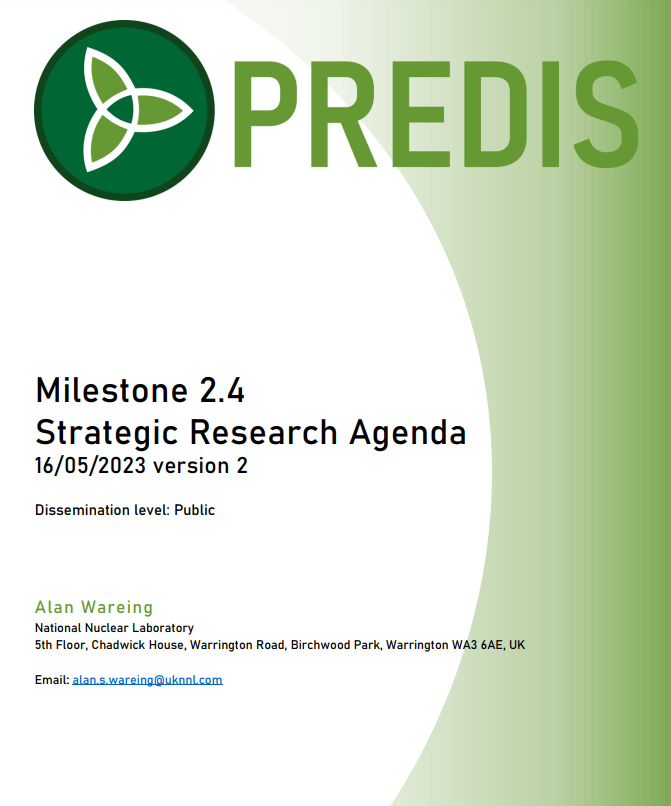 PREDIS
Milestone 2.4
Strategic Research Agenda
16/05/2023 version 2
Dissemination level: Public
Alan Wareing
National Nuclear Laboratory
5th Floor, Chadwick House, Warrington Road, Birchwood Park, Warrington WA3 6AE, UK
Email: alan.s.wareing@uknnl.com